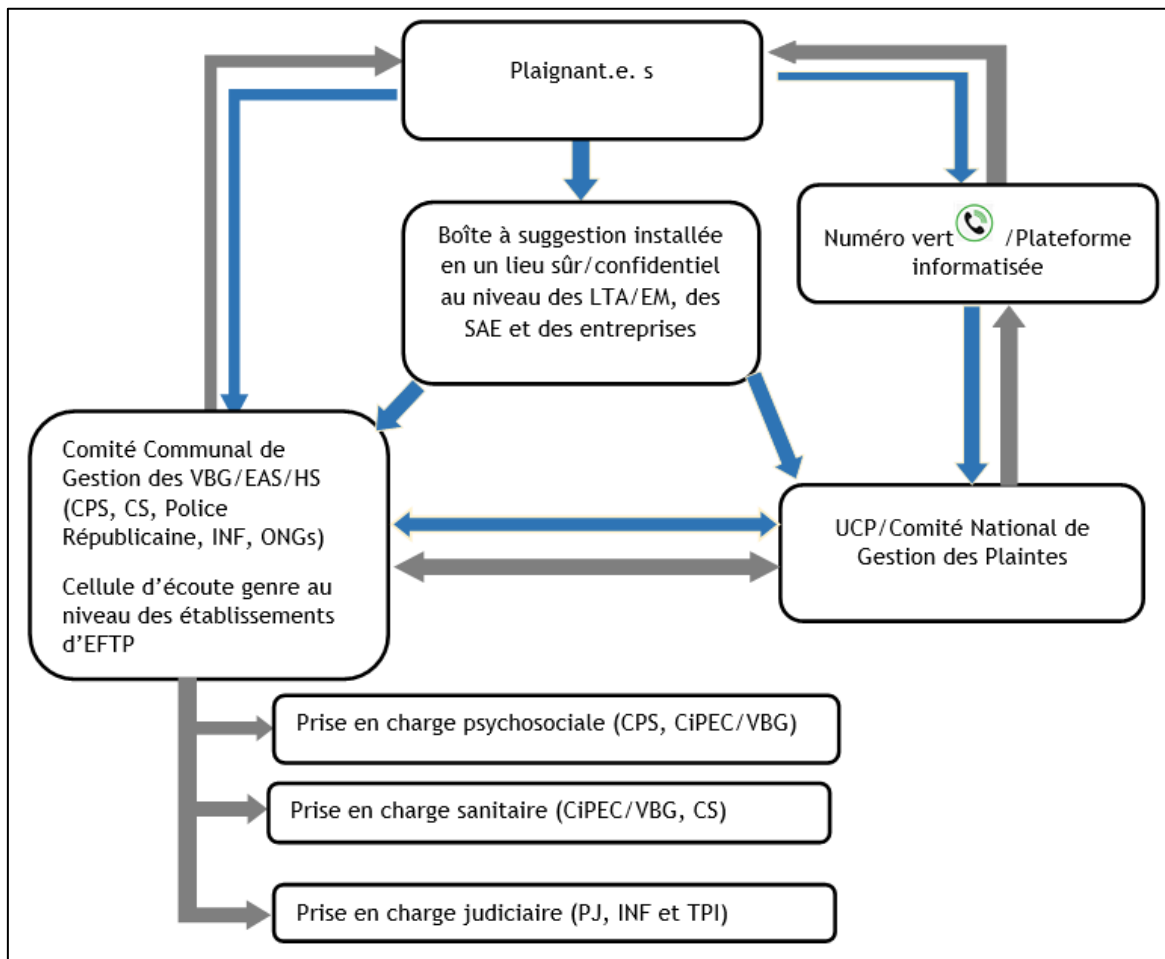 Plaignant.e. s
Boîte à suggestion installée
en un lieu sûr/confidentiel
au niveau des LTA/EM, des
SAE et des entreprises
Numéro vert /Plateforme
informatisée
Comité Communal de
Gestion des VBG/EAS/HS
(CPS, CS, Police
Républicaine, INF, ONGs)
Cellule d’écoute genre au
niveau des établissements
d’EFTP
UCP/Comité National de
Gestion des Plaintes
Prise en charge psychosociale (CPS, CiPEC/VBG)
Prise en charge sanitaire (CiPEC/VBG, CS)
Prise en charge judiciaire (PJ, INF et TPI)